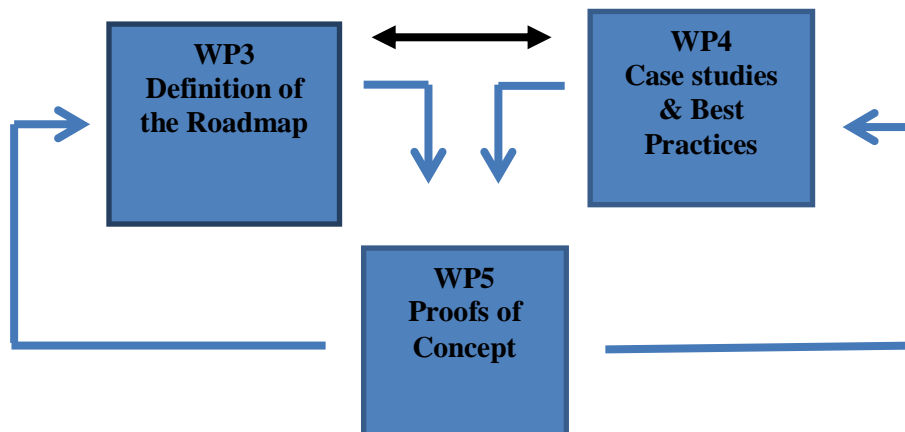 WP3
Definition of
the Roadmap
WP4
Case studies
& Best
Practices
WP5
Proofs of
Concept